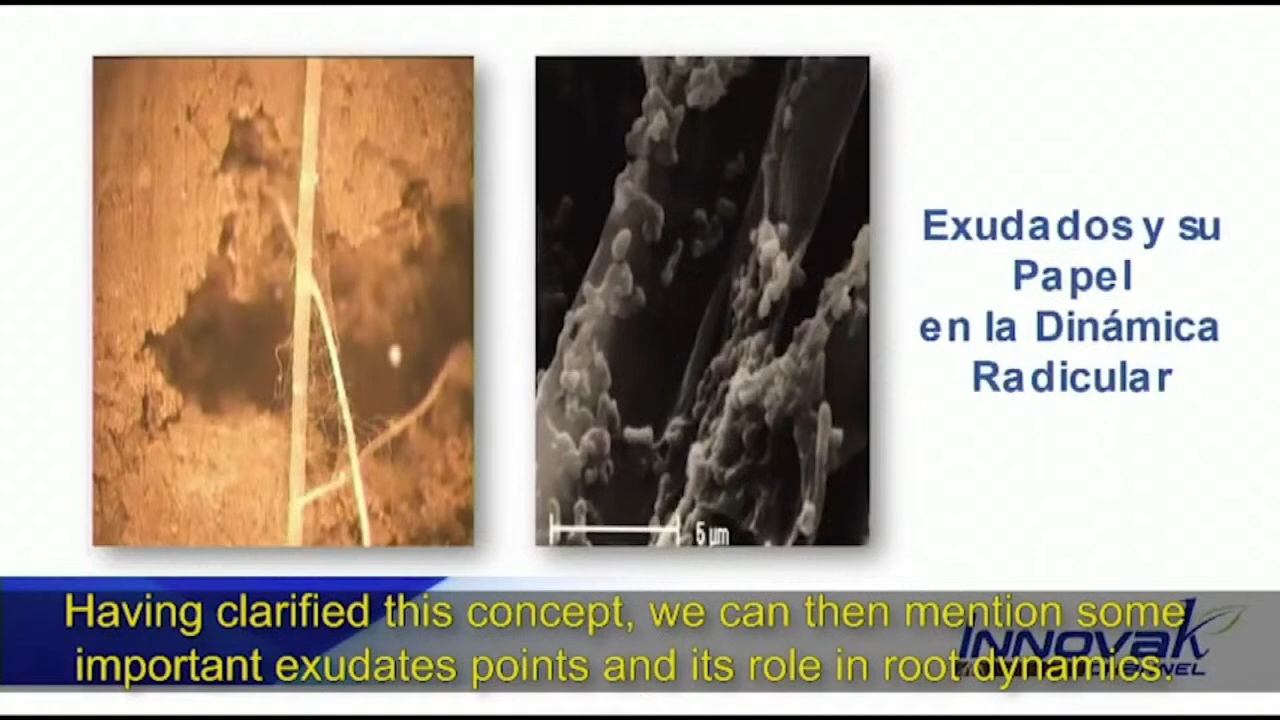 Exudados y su
Papel
en la Dinámica
Radicular
5 µm
Having clarified this concept, we can then mention some
important exudates points and its role in root dynamics.
INNOVAK